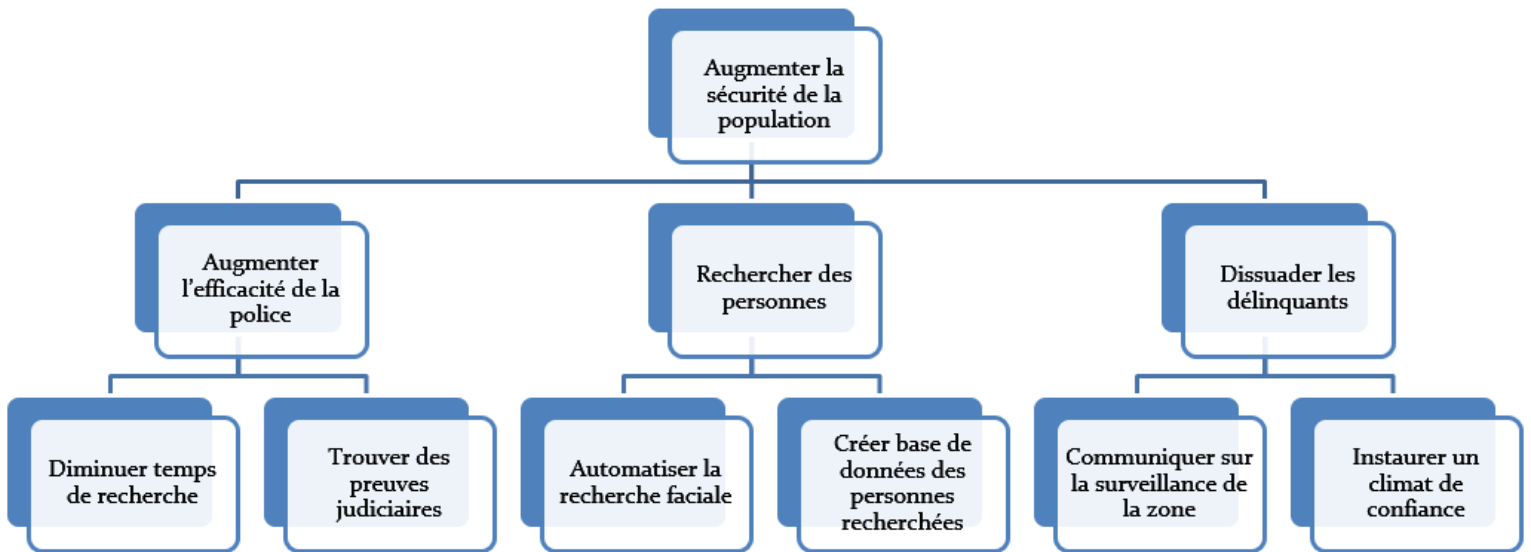 Augmenter la
sécurité de la
population
Augmenter
l'efficacité de la
police
Rechercher des
personnes
Dissuader les
délinquants
Diminuer temps
de recherche
Trouver des
preuves
judiciaires
Automatiser la
recherche faciale
Créer base de
données des
personnes
recherchées
Communiquer sur
la surveillance de
la zone
Instaurer un
climat de
confiance